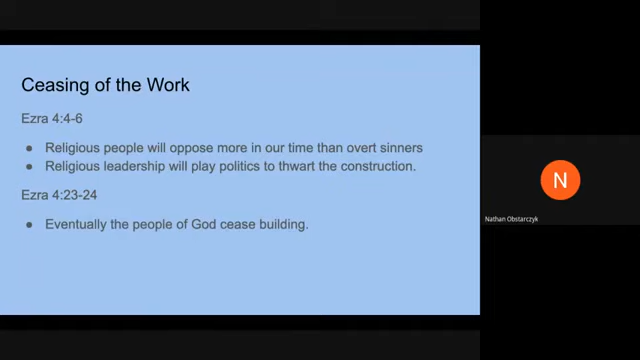 Ceasing of the Work
Ezra 4:4-6
● Religious people will oppose more in our time than overt sinners
● Religious leadership will play politics to thwart the construction.
Ezra 4:23-24
● Eventually the people of God cease building.
N
Nathan Obstarczyk